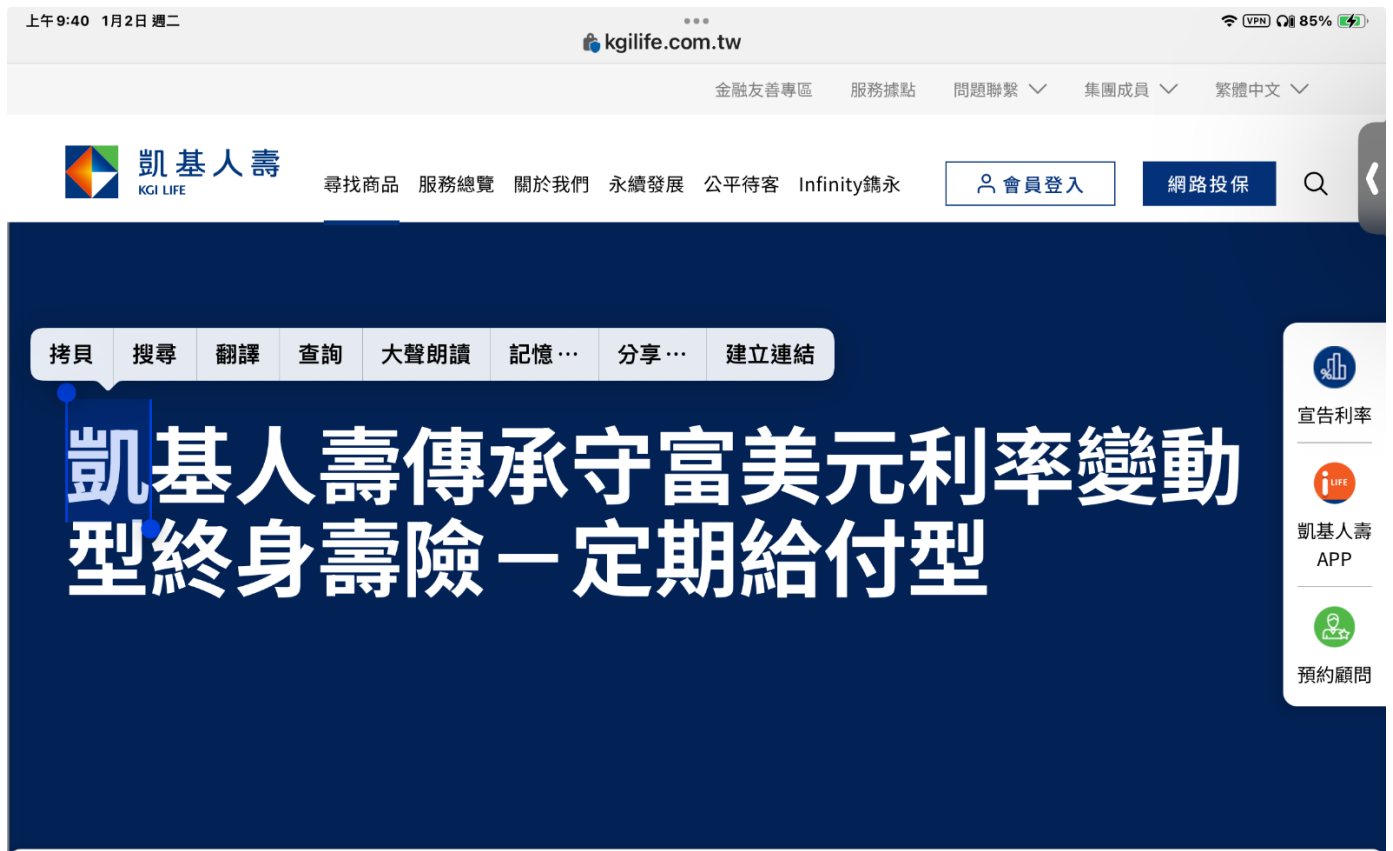 上午9:40 1月2日 週二
VPN 85%
kgilife.com.tw
金融友善專區 服務據點 問題聯繫 集團成員 繁體中文
凱基人壽
KGI LIFE
尋找商品 服務總覽 關於我們 永續發展 公平待客 Infinity鐫永 會員登入 網路投保
拷貝 搜尋 翻譯 查詢 大聲朗讀 記憶… 分享… 建立連結
凱基人壽傳承守富美元利率變動
型終身壽險－定期給付型
%
宣告利率
i LIFE
凱基人壽
APP
預約顧問